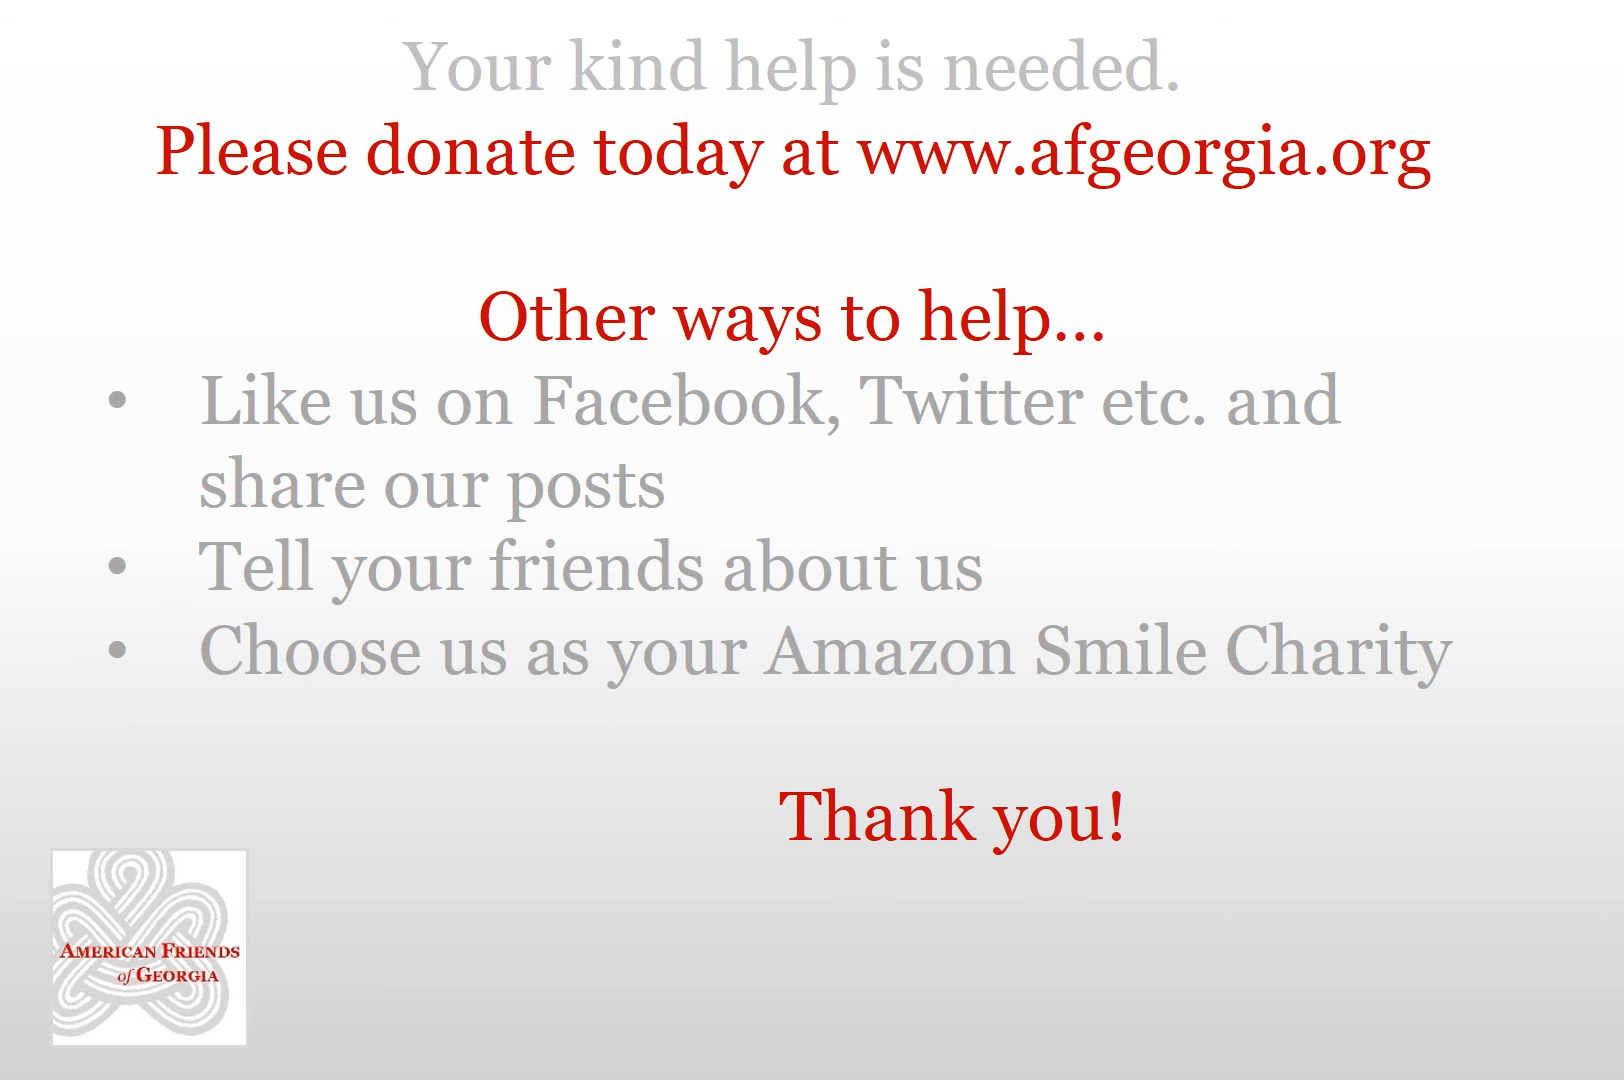 Your kind help is needed.
Please donate today at www.afgeorgia.org
Other ways to help...
• Like us on Facebook, Twitter etc. and
share our posts
• Tell your friends about us
• Choose us as your Amazon Smile Charity
Thank you!
AMERICAN FRIENDS
of GEORGIA